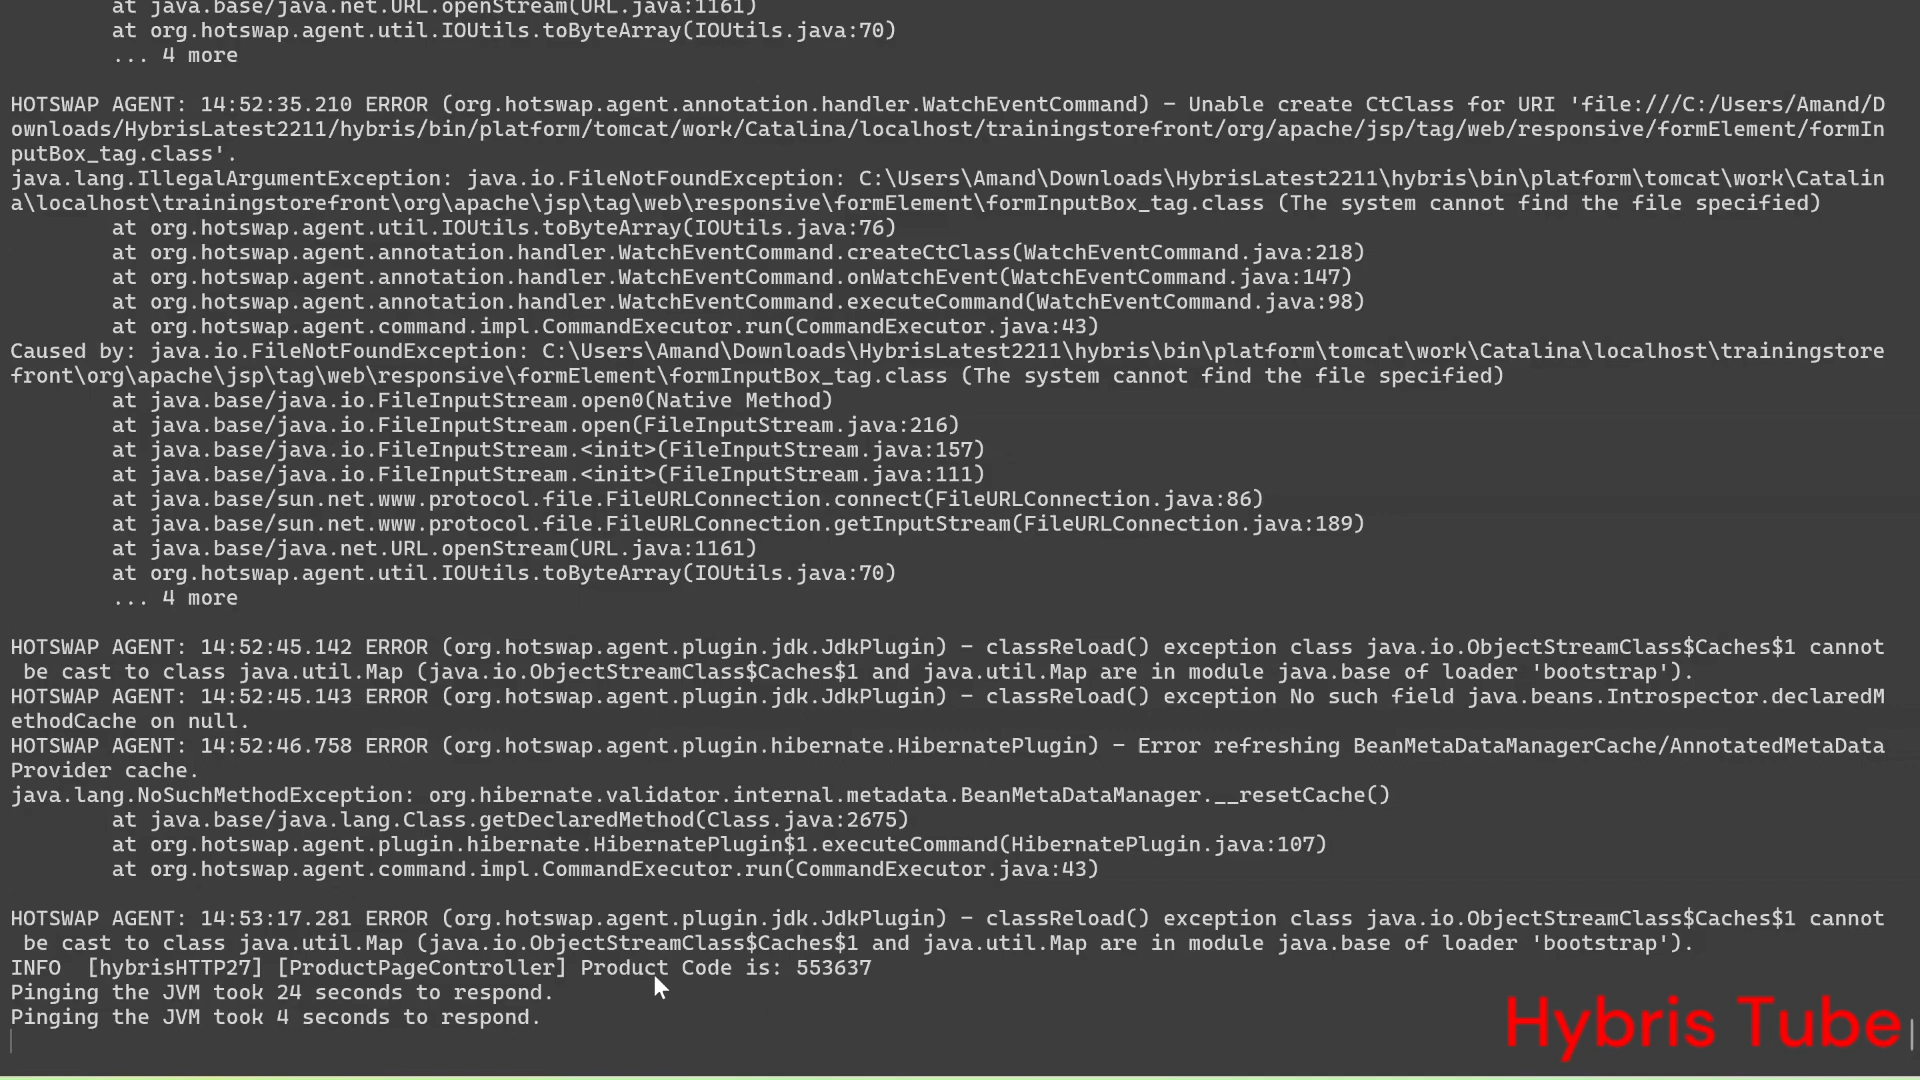 at java.base/java.net.URL.openStream(URL.java:1161)
at org.hotswap.agent.util.IOUtils.toByteArray(IOUtils.java:70)
... 4 more
HOTSWAP AGENT: 14:52:35.210 ERROR (org.hotswap.agent.annotation.handler.WatchEventCommand) - Unable create CtClass for URI 'file:///C:/Users/Amand/D
ownloads/HybrisLatest2211/hybris/bin/platform/tomcat/work/Catalina/localhost/trainingstorefront/org/apache/jsp/tag/web/responsive/formElement/formIn
putBox_tag.class'.
java.lang.IllegalArgumentException: java.io.FileNotFoundException: C:\Users\Amand\Downloads\HybrisLatest2211\hybris\bin\platform\tomcat\work\Catalin
a\localhost\trainingstorefront\org\apache\jsp\tag\web\responsive\formElement\formInputBox_tag.class (The system cannot find the file specified)
at org.hotswap.agent.util.IOUtils.toByteArray(IOUtils.java:76)
at org.hotswap.agent.annotation.handler.WatchEventCommand.createCtClass(WatchEventCommand.java:218)
at org.hotswap.agent.annotation.handler.WatchEventCommand.onWatchEvent(WatchEventCommand.java:147)
at org.hotswap.agent.annotation.handler.WatchEventCommand.executeCommand(WatchEventCommand.java:98)
at org.hotswap.agent.command.impl.CommandExecutor.run(CommandExecutor.java:43)
Caused by: java.io.FileNotFoundException: C:\Users\Amand\Downloads\HybrisLatest2211\hybris\bin\platform\tomcat\work\Catalina\localhost\trainingstore
front\org\apache\jsp\tag\web\responsive\formElement\formInputBox_tag.class (The system cannot find the file specified)
at java.base/java.io.FileInputStream.open0(Native Method)
at java.base/java.io.FileInputStream.open(FileInputStream.java:216)
at java.base/java.io.FileInputStream.<init>(FileInputStream.java:157)
at java.base/java.io.FileInputStream.<init>(FileInputStream.java:111)
at java.base/sun.net.www.protocol.file.FileURLConnection.connect(FileURLConnection.java:86)
at java.base/sun.net.www.protocol.file.FileURLConnection.getInputStream(FileURLConnection.java:189)
at java.base/java.net.URL.openStream(URL.java:1161)
at org.hotswap.agent.util.IOUtils.toByteArray(IOUtils.java:70)
... 4 more
HOTSWAP AGENT: 14:52:45.142 ERROR (org.hotswap.agent.plugin.jdk.JdkPlugin) - classReload() exception class java.io.ObjectStreamClass$Caches$1 cannot
be cast to class java.util.Map (java.io.ObjectStreamClass$Caches$1 and java.util.Map are in module java.base of loader 'bootstrap').
HOTSWAP AGENT: 14:52:45.143 ERROR (org.hotswap.agent.plugin.jdk.JdkPlugin) - classReload() exception No such field java.beans.Introspector.declaredM
ethodCache on null.
HOTSWAP AGENT: 14:52:46.758 ERROR (org.hotswap.agent.plugin.hibernate.HibernatePlugin) - Error refreshing BeanMetaDataManagerCache/AnnotatedMetaData
Provider cache.
java.lang.NoSuchMethodException: org.hibernate.validator.internal.metadata.BeanMetaDataManager.__resetCache()
at java.base/java.lang.Class.getDeclaredMethod(Class.java:2675)
at org.hotswap.agent.plugin.hibernate.HibernatePlugin$1.executeCommand(HibernatePlugin.java:107)
at org.hotswap.agent.command.impl.CommandExecutor.run(CommandExecutor.java:43)
HOTSWAP AGENT: 14:53:17.281 ERROR (org.hotswap.agent.plugin.jdk.JdkPlugin) - classReload() exception class java.io.ObjectStreamClass$Caches$1 cannot
be cast to class java.util.Map (java.io.ObjectStreamClass$Caches$1 and java.util.Map are in module java.base of loader 'bootstrap').
INFO  [hybrisHTTP27] [ProductPageController] Product Code is: 553637
Pinging the JVM took 24 seconds to respond.
Pinging the JVM took 4 seconds to respond.
Hybris Tube